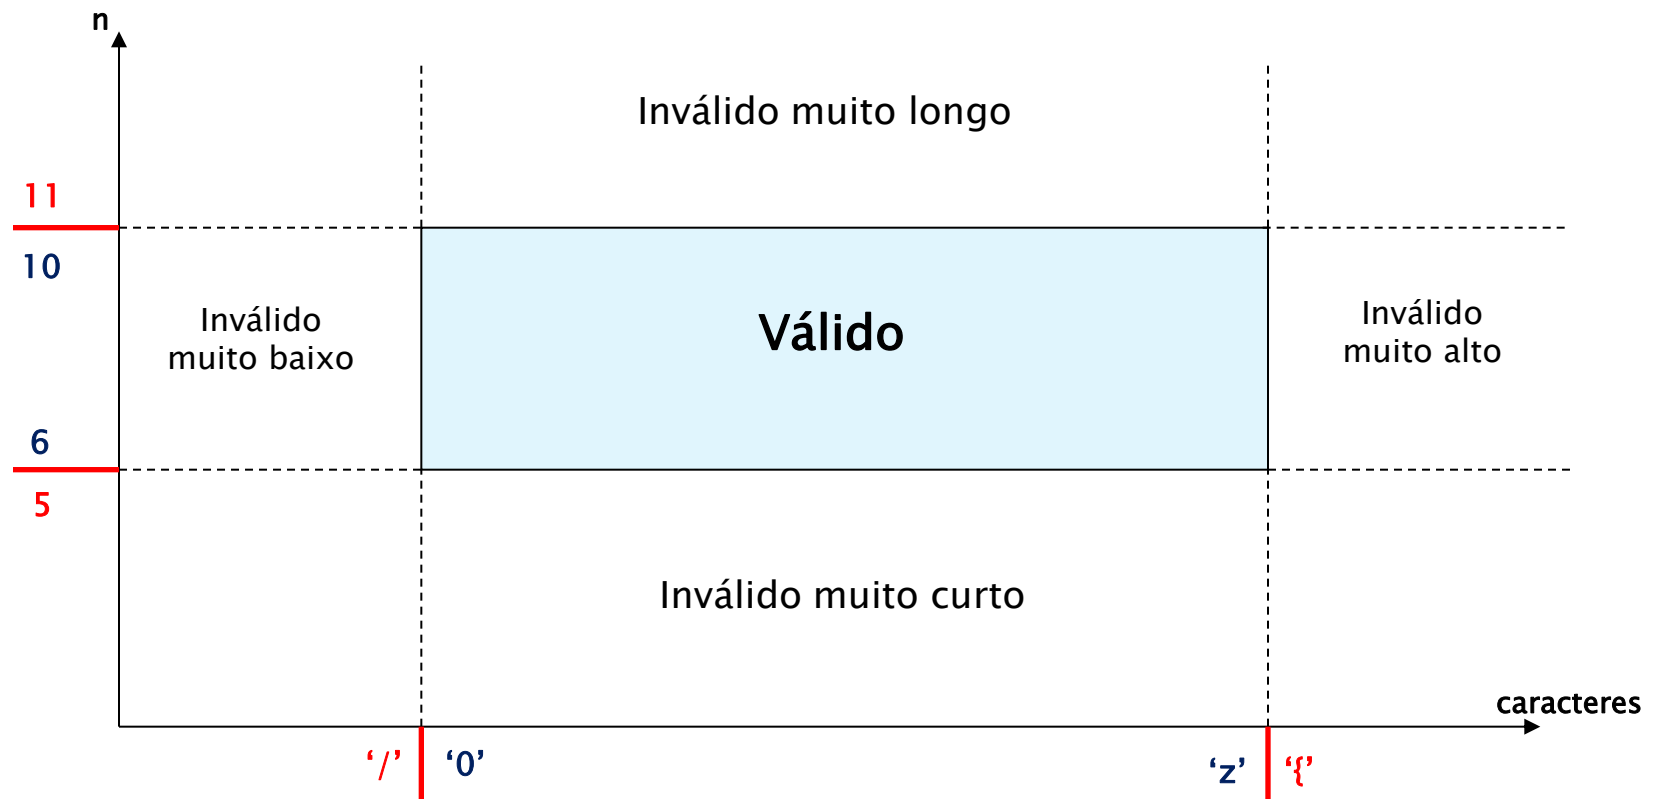 n
Inválido muito longo
11
10
Inválido
muito baixo
Válido
Inválido
muito alto
6
5
Inválido muito curto
caracteres
‘/’
‘0’
‘z’
‘{’